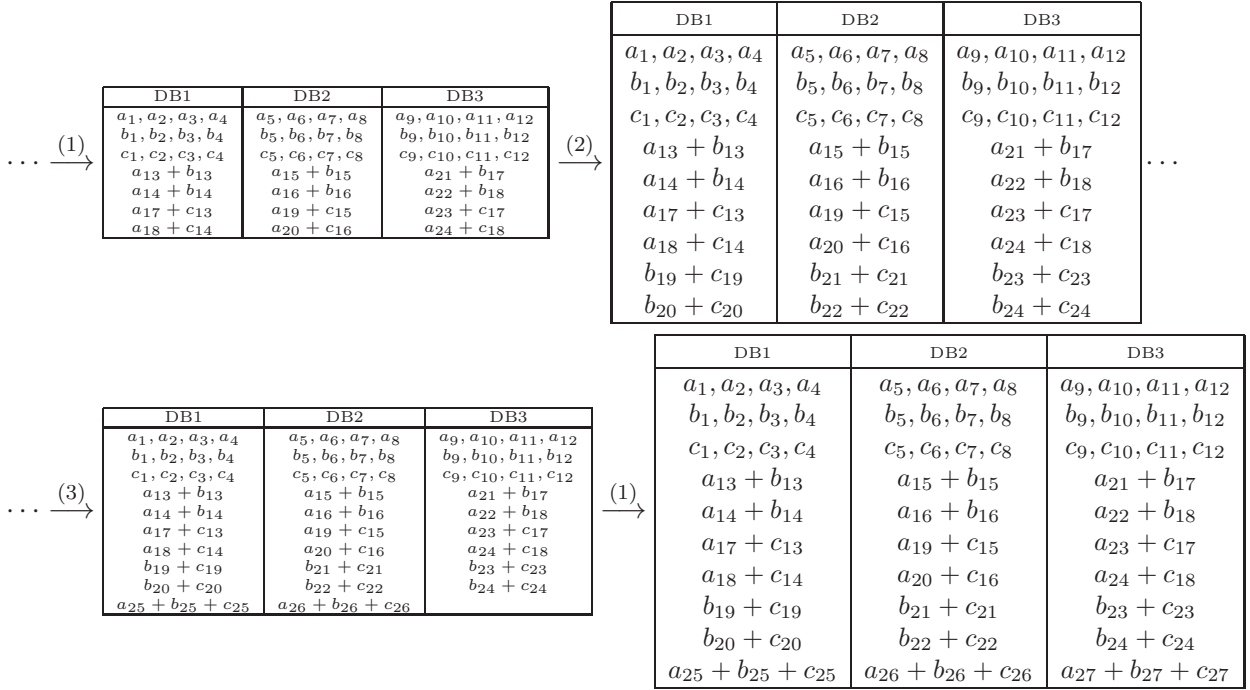 DB1 DB2 DB3
a₁, a₂, a₃, a₄ a₅, a₆, a₇, a₈ a₉, a₁₀, a₁₁, a₁₂
b₁, b₂, b₃, b₄ b₅, b₆, b₇, b₈ b₉, b₁₀, b₁₁, b₁₂
c₁, c₂, c₃, c₄ c₅, c₆, c₇, c₈ c₉, c₁₀, c₁₁, c₁₂
a₁₃ + b₁₃ a₁₅ + b₁₅ a₂₁ + b₁₇
a₁₄ + b₁₄ a₁₆ + b₁₆ a₂₂ + b₁₈
a₁₇ + c₁₃ a₁₉ + c₁₅ a₂₃ + c₁₇
a₁₈ + c₁₄ a₂₀ + c₁₆ a₂₄ + c₁₈
··· (1) ⟶
(2) ⟶
DB1 DB2 DB3
a₁, a₂, a₃, a₄ a₅, a₆, a₇, a₈ a₉, a₁₀, a₁₁, a₁₂
b₁, b₂, b₃, b₄ b₅, b₆, b₇, b₈ b₉, b₁₀, b₁₁, b₁₂
c₁, c₂, c₃, c₄ c₅, c₆, c₇, c₈ c₉, c₁₀, c₁₁, c₁₂
a₁₃ + b₁₃ a₁₅ + b₁₅ a₂₁ + b₁₇
a₁₄ + b₁₄ a₁₆ + b₁₆ a₂₂ + b₁₈
a₁₇ + c₁₃ a₁₉ + c₁₅ a₂₃ + c₁₇
a₁₈ + c₁₄ a₂₀ + c₁₆ a₂₄ + c₁₈
b₁₉ + c₁₉ b₂₁ + c₂₁ b₂₃ + c₂₃
b₂₀ + c₂₀ b₂₂ + c₂₂ b₂₄ + c₂₄
···
··· (3) ⟶
DB1 DB2 DB3
a₁, a₂, a₃, a₄ a₅, a₆, a₇, a₈ a₉, a₁₀, a₁₁, a₁₂
b₁, b₂, b₃, b₄ b₅, b₆, b₇, b₈ b₉, b₁₀, b₁₁, b₁₂
c₁, c₂, c₃, c₄ c₅, c₆, c₇, c₈ c₉, c₁₀, c₁₁, c₁₂
a₁₃ + b₁₃ a₁₅ + b₁₅ a₂₁ + b₁₇
a₁₄ + b₁₄ a₁₆ + b₁₆ a₂₂ + b₁₈
a₁₇ + c₁₃ a₁₉ + c₁₅ a₂₃ + c₁₇
a₁₈ + c₁₄ a₂₀ + c₁₆ a₂₄ + c₁₈
b₁₉ + c₁₉ b₂₁ + c₂₁ b₂₃ + c₂₃
b₂₀ + c₂₀ b₂₂ + c₂₂ b₂₄ + c₂₄
a₂₅ + b₂₅ + c₂₅ a₂₆ + b₂₆ + c₂₆
(1) ⟶
DB1 DB2 DB3
a₁, a₂, a₃, a₄ a₅, a₆, a₇, a₈ a₉, a₁₀, a₁₁, a₁₂
b₁, b₂, b₃, b₄ b₅, b₆, b₇, b₈ b₉, b₁₀, b₁₁, b₁₂
c₁, c₂, c₃, c₄ c₅, c₆, c₇, c₈ c₉, c₁₀, c₁₁, c₁₂
a₁₃ + b₁₃ a₁₅ + b₁₅ a₂₁ + b₁₇
a₁₄ + b₁₄ a₁₆ + b₁₆ a₂₂ + b₁₈
a₁₇ + c₁₃ a₁₉ + c₁₅ a₂₃ + c₁₇
a₁₈ + c₁₄ a₂₀ + c₁₆ a₂₄ + c₁₈
b₁₉ + c₁₉ b₂₁ + c₂₁ b₂₃ + c₂₃
b₂₀ + c₂₀ b₂₂ + c₂₂ b₂₄ + c₂₄
a₂₅ + b₂₅ + c₂₅ a₂₆ + b₂₆ + c₂₆ a₂₇ + b₂₇ + c₂₇